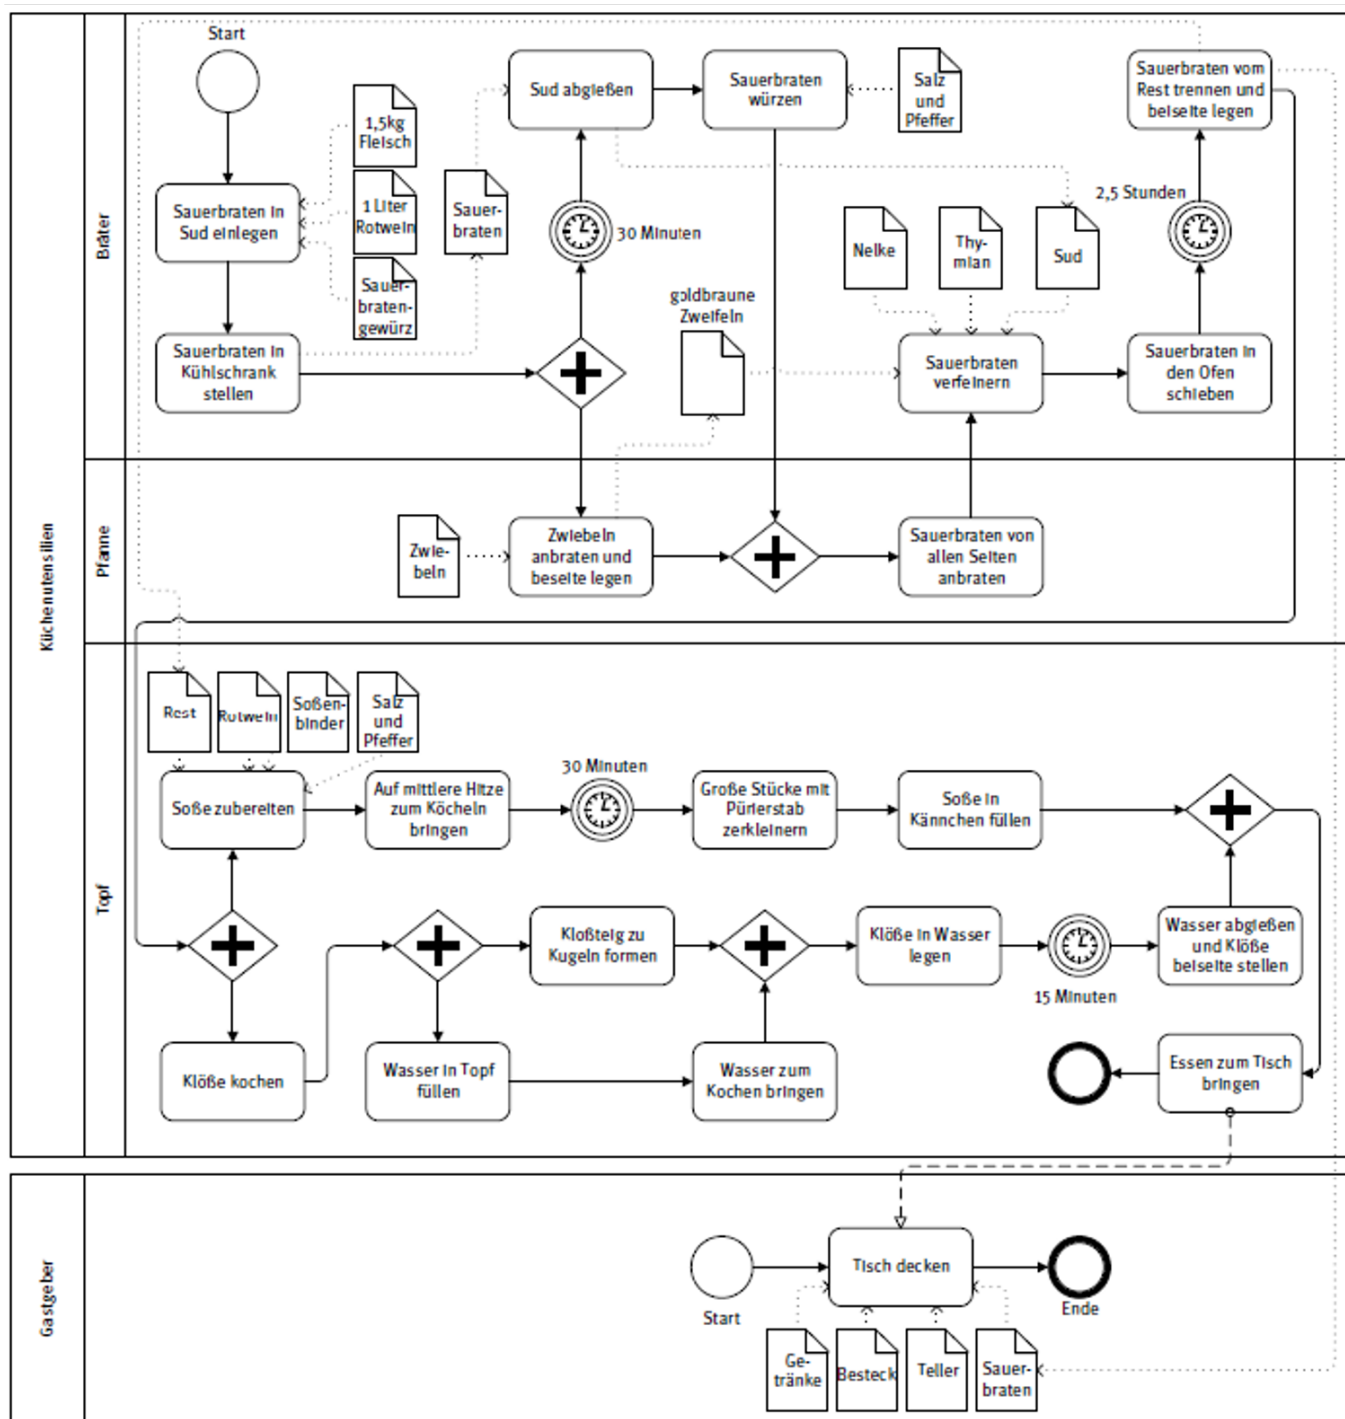 Küchenutensilien
Bräter
Start
1,5kg
Fleisch
1 Liter
Rotwein
Sauer-
braten-
gewürz
Sauerbraten in
Sud einlegen
Sauerbraten in
Kühlschrank
stellen
Sauer-
braten
Sud abgießen
30 Minuten
Sauerbraten
würzen
Salz
und
Pfeffer
goldbraune
Zweifeln
Nelke
Thy-
mian
Sud
Sauerbraten
verfeinern
Sauerbraten in
den Ofen
schieben
2,5 Stunden
Sauerbraten vom
Rest trennen und
beiseite legen
Pfanne
Zwie-
beln
Zwiebeln
anbraten und
beseite legen
Sauerbraten von
allen Seiten
anbraten
Topf
Rest
Rotwein
Soßen-
binder
Salz
und
Pfeffer
Soße zubereiten
Auf mittlere Hitze
zum Köcheln
bringen
30 Minuten
Große Stücke mit
Pürierstab
zerkleinern
Soße in
Kännchen füllen
Kloßteig zu
Kugeln formen
Klöße in Wasser
legen
15 Minuten
Wasser abgießen
und Klöße
beiseite stellen
Klöße kochen
Wasser in Topf
füllen
Wasser zum
Kochen bringen
Essen zum Tisch
bringen
Gastgeber
Start
Tisch decken
Ende
Ge-
tränke
Besteck
Teller
Sauer-
braten